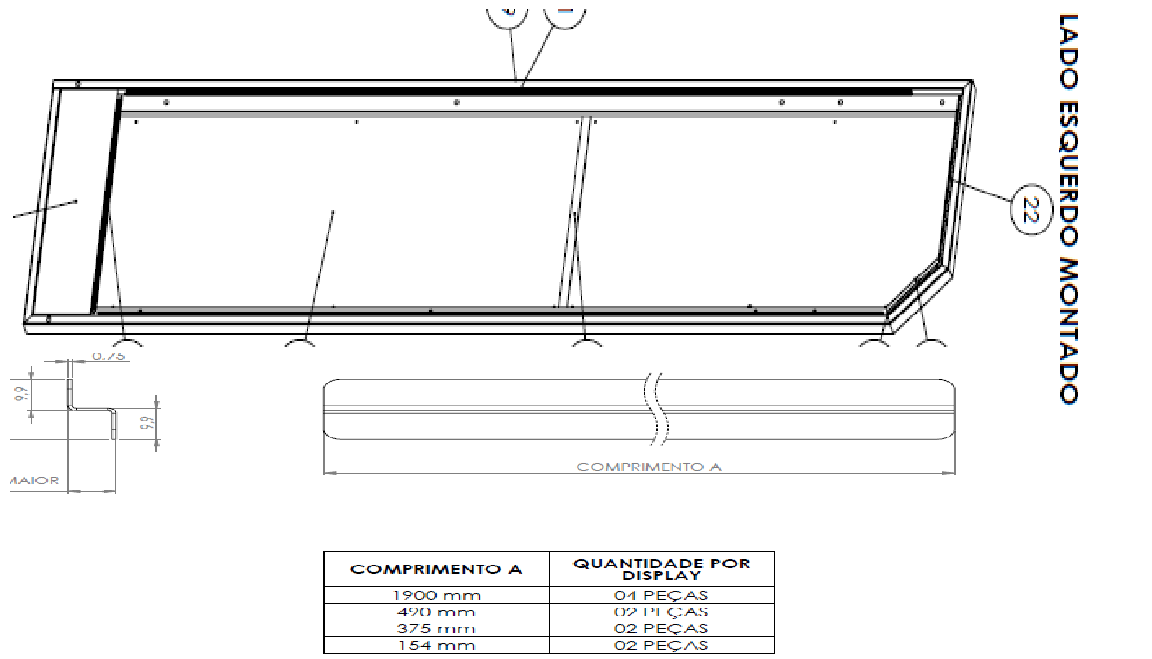 LADO ESQUERDO MONTADO
22
0,75
9,9
9,9
MAIOR
COMPRIMENTO A
COMPRIMENTO A QUANTIDADE POR DISPLAY
1900 mm 04 PEÇAS
490 mm 02 PEÇAS
375 mm 02 PEÇAS
154 mm 02 PEÇAS